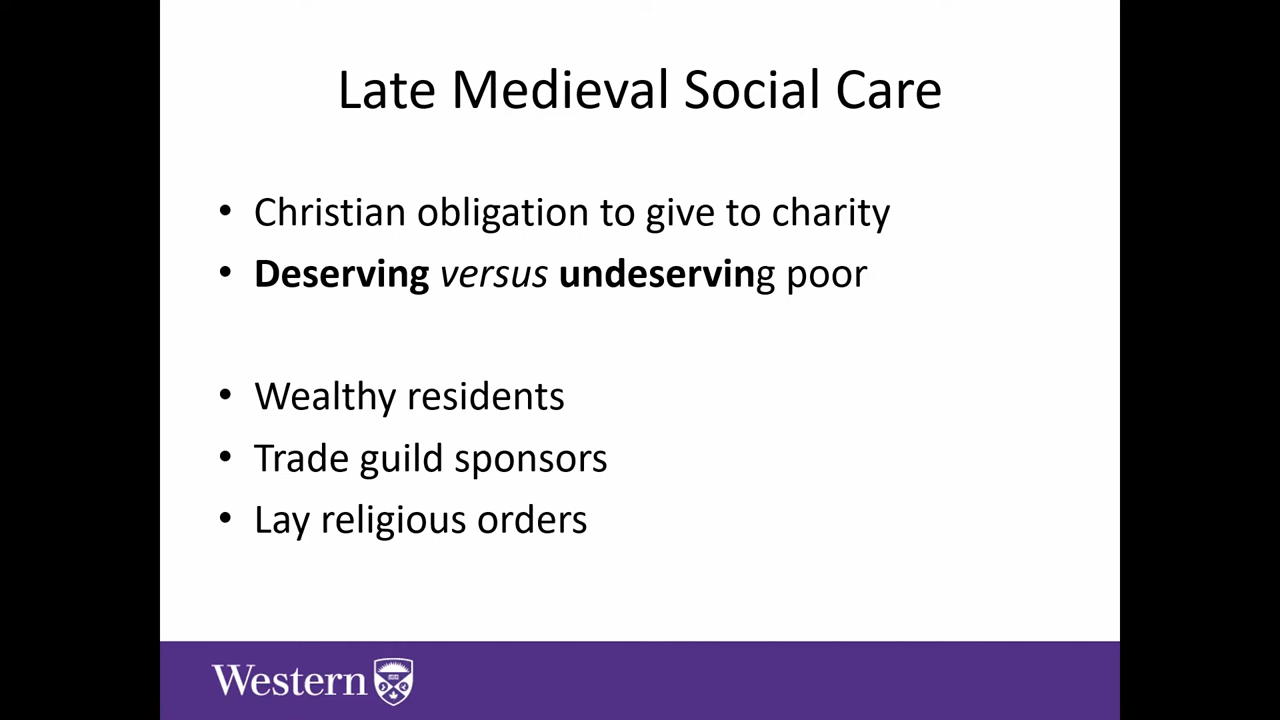 Late Medieval Social Care
• Christian obligation to give to charity
• Deserving versus undeserving poor
• Wealthy residents
• Trade guild sponsors
• Lay religious orders
Western